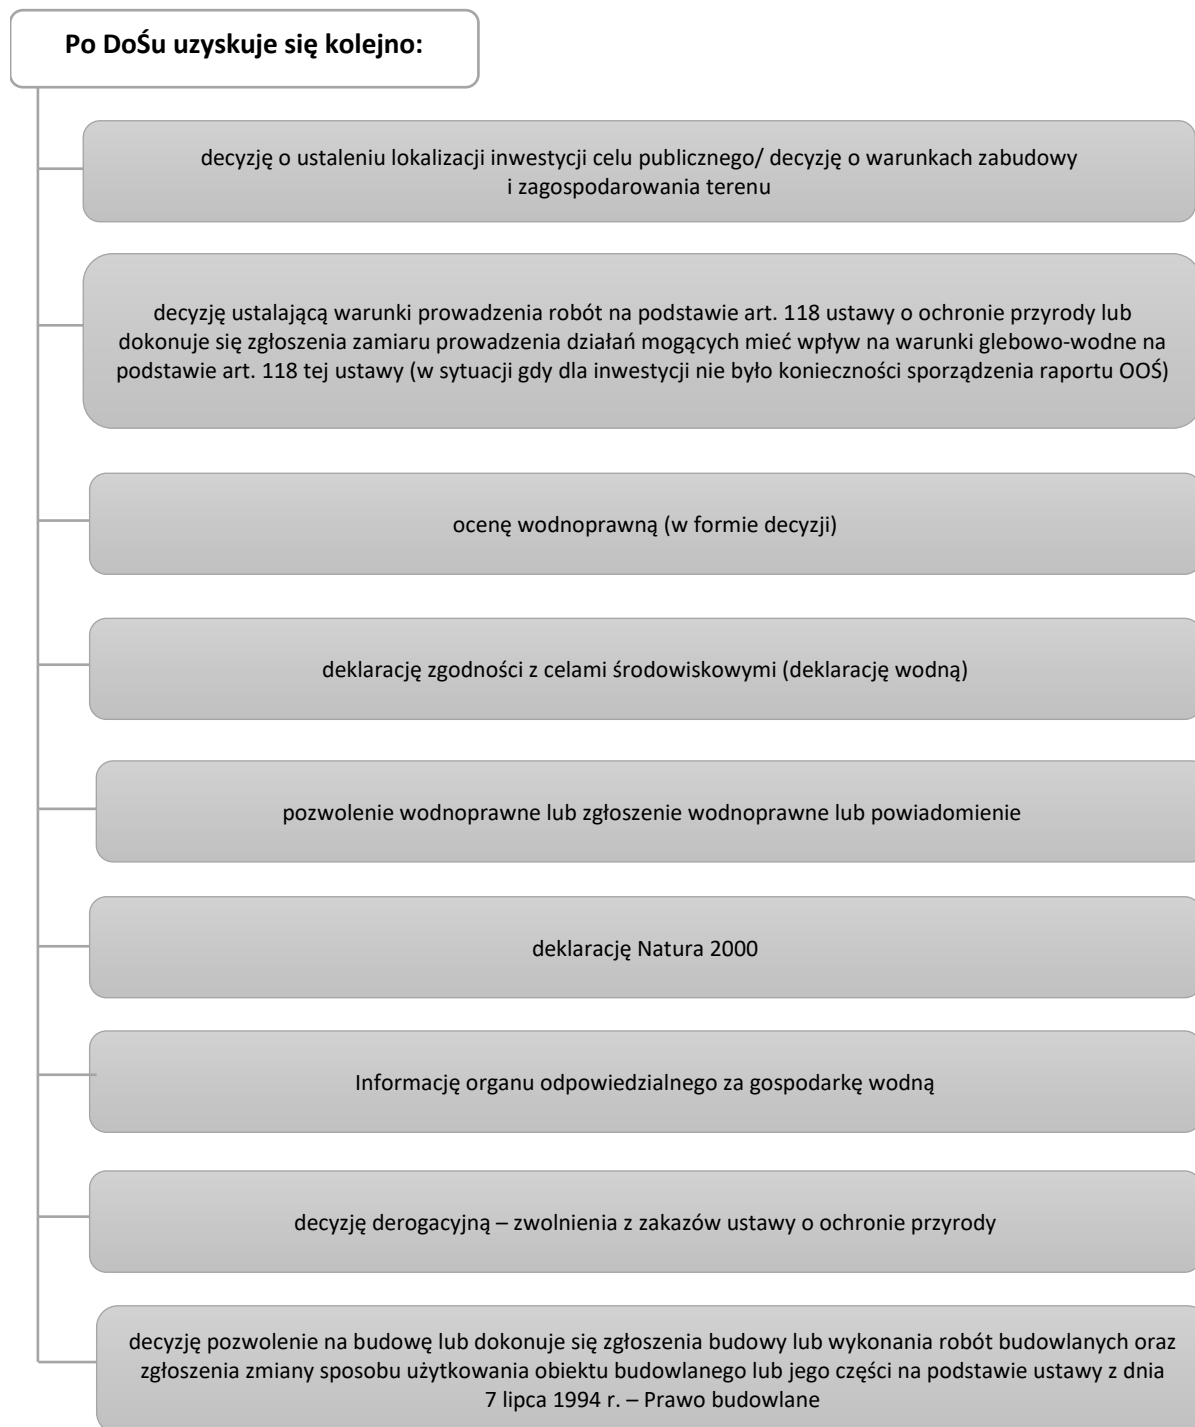 Po DoŚu uzyskuje się kolejno:
decyzję o ustaleniu lokalizacji inwestycji celu publicznego/ decyzję o warunkach zabudowy
i zagospodarowania terenu
decyzję ustalającą warunki prowadzenia robót na podstawie art. 118 ustawy o ochronie przyrody lub
dokonuje się zgłoszenia zamiaru prowadzenia działań mogących mieć wpływ na warunki glebowo-wodne na
podstawie art. 118 tej ustawy (w sytuacji gdy dla inwestycji nie było konieczności sporządzenia raportu OOŚ)
ocenę wodnoprawną (w formie decyzji)
deklarację zgodności z celami środowiskowymi (deklarację wodną)
pozwolenie wodnoprawne lub zgłoszenie wodnoprawne lub powiadomienie
deklarację Natura 2000
Informację organu odpowiedzialnego za gospodarkę wodną
decyzję derogacyjną – zwolnienia z zakazów ustawy o ochronie przyrody
decyzję pozwolenie na budowę lub dokonuje się zgłoszenia budowy lub wykonania robót budowlanych oraz
zgłoszenia zmiany sposobu użytkowania obiektu budowlanego lub jego części na podstawie ustawy z dnia
7 lipca 1994 r. – Prawo budowlane